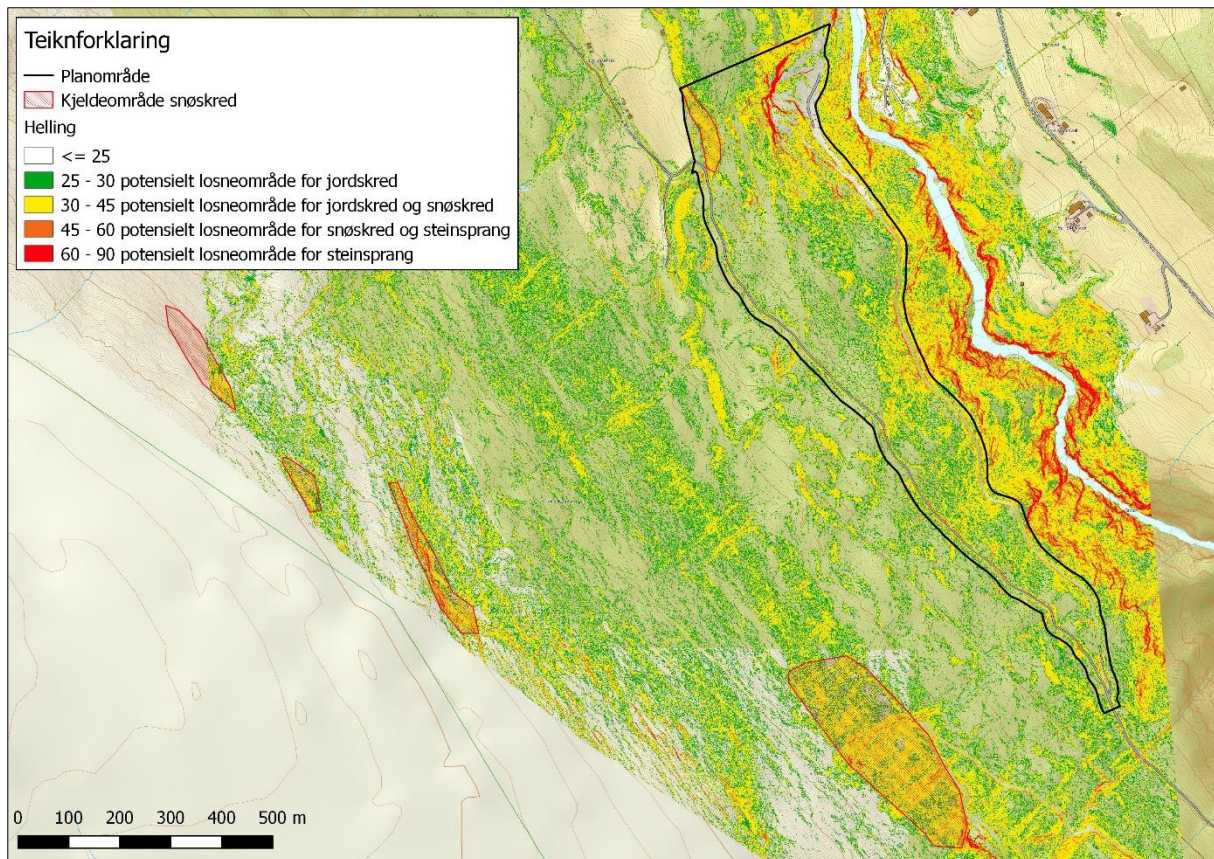 Teiknforklaring
Planområde
Kjeldeområde snøskred
Helling
<= 25
25 - 30 potensielt losneområde for jordskred
30 - 45 potensielt losneområde for jordskred og snøskred
45 - 60 potensielt losneområde for snøskred og steinsprang
60 - 90 potensielt losneområde for steinsprang
0 100 200 300 400 500 m